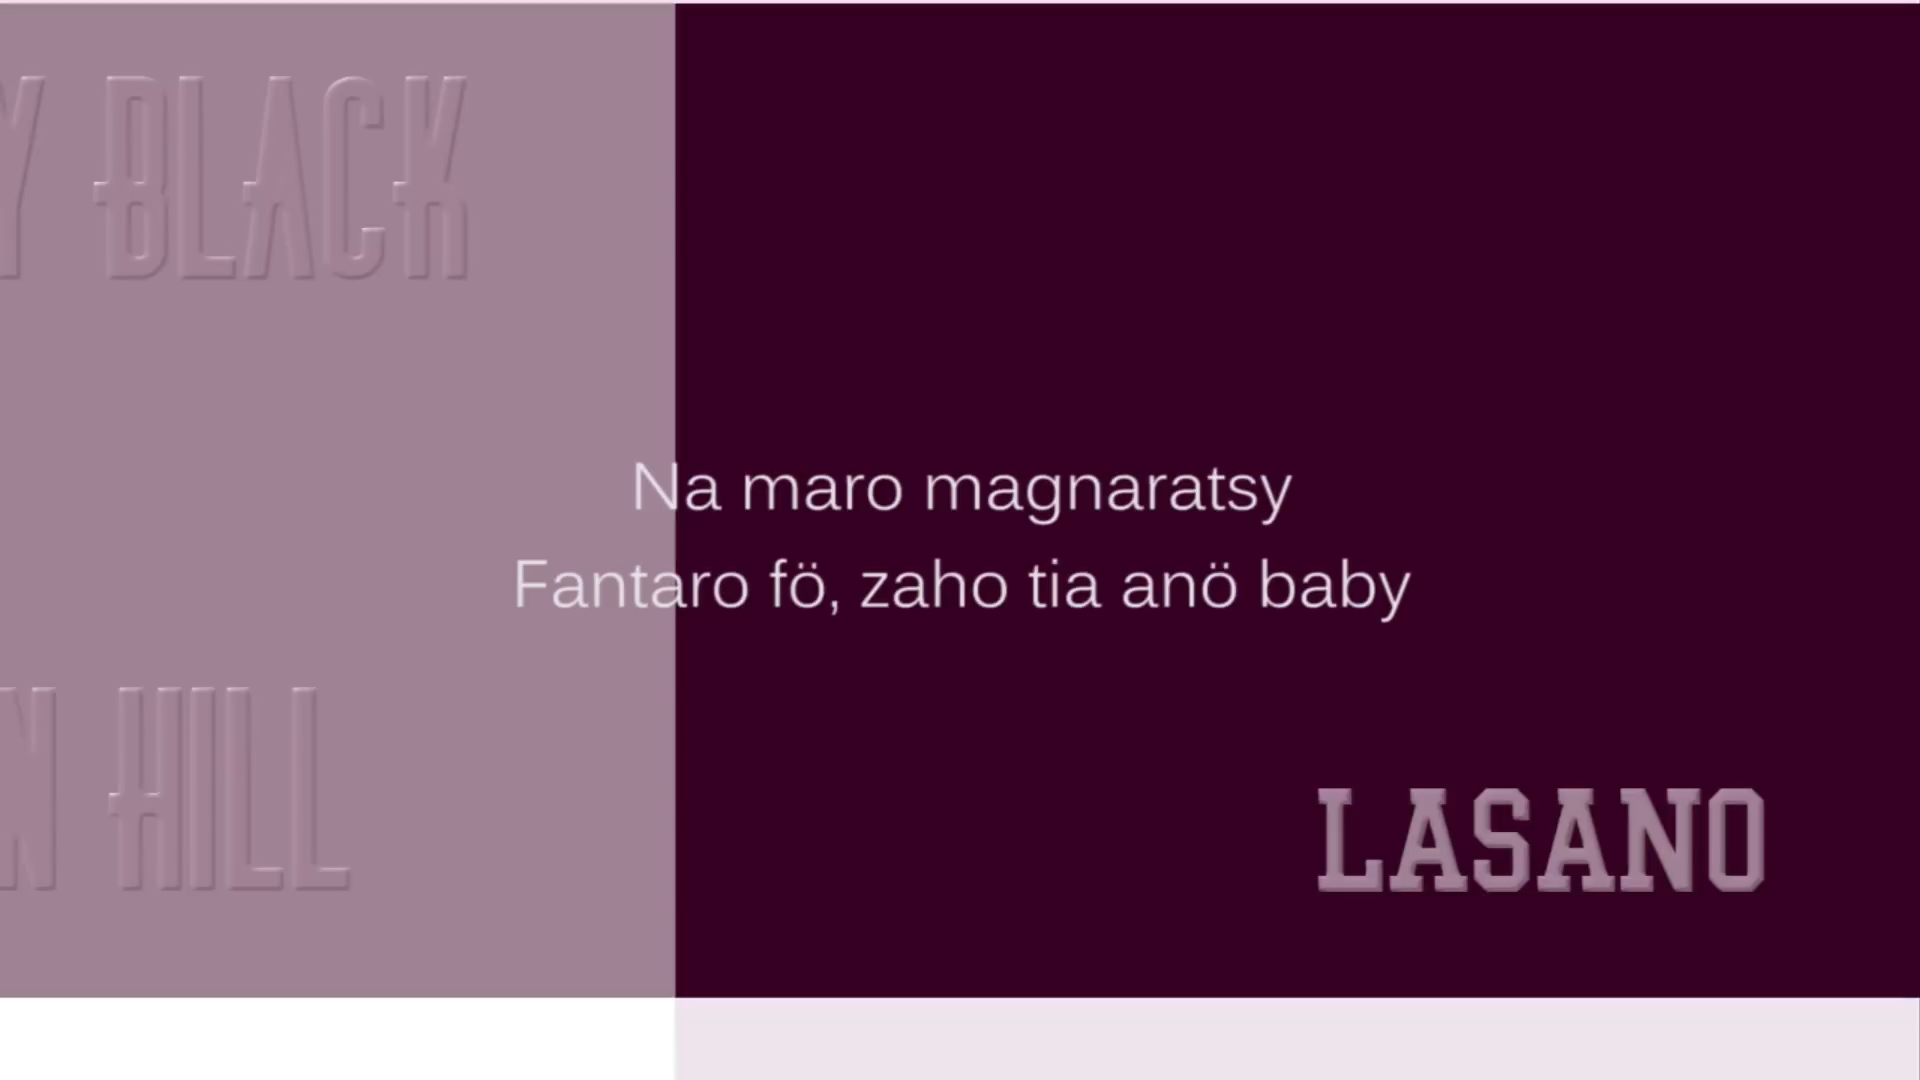 Y BLACK
Na maro magnaratsy
Fantaro fö, zaho tia anö baby
N HILL
LASANO